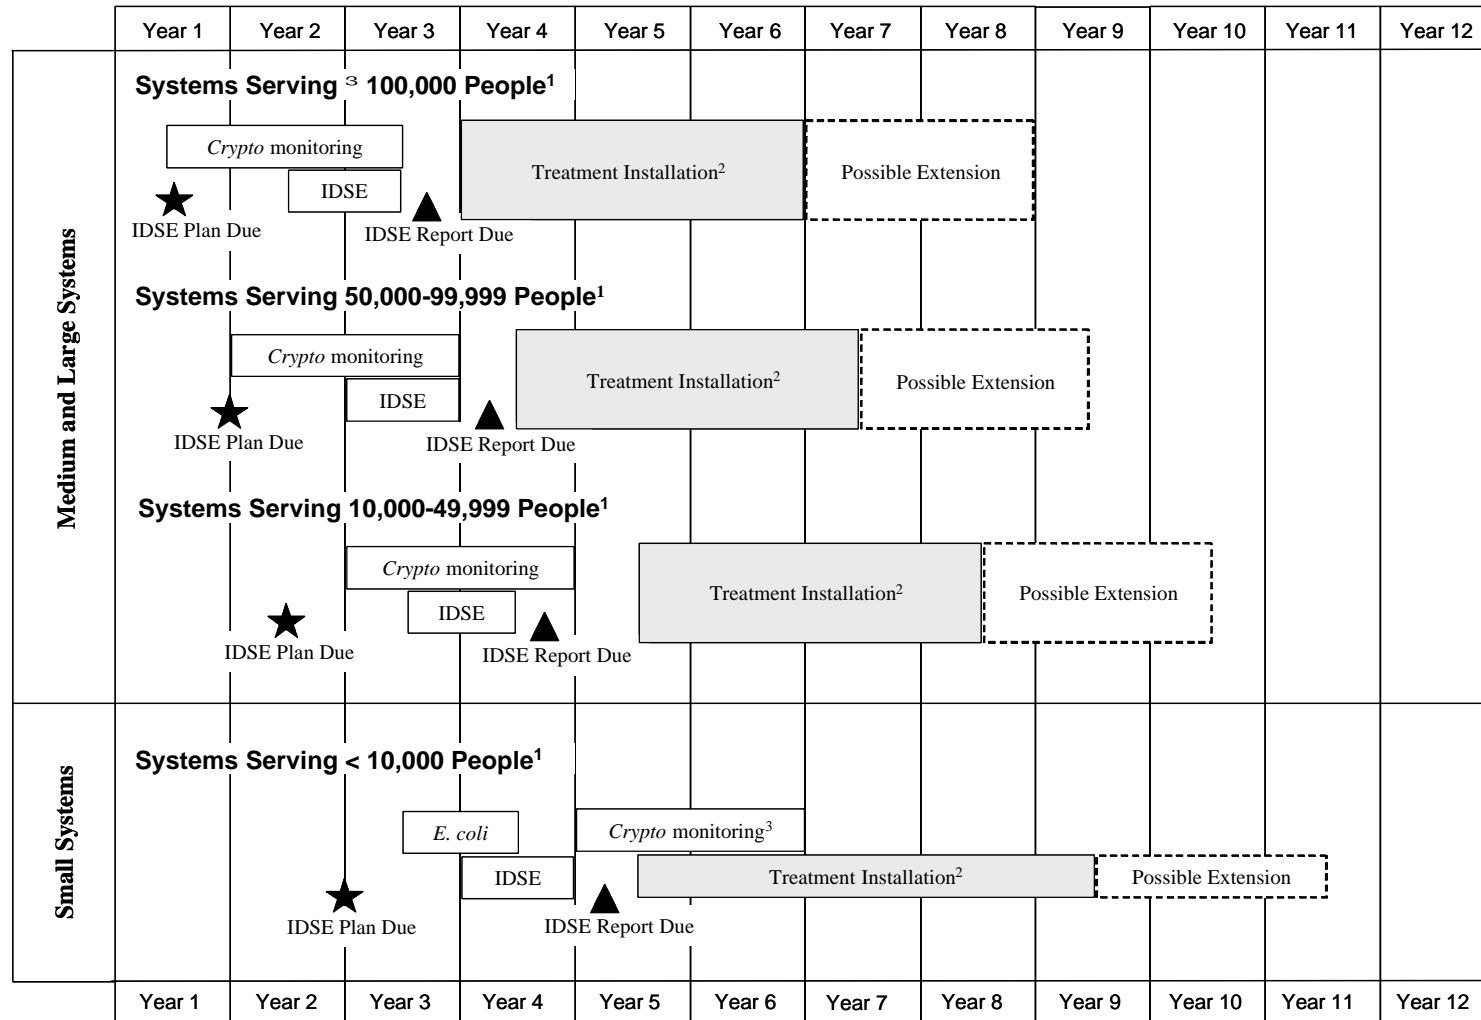 Year 1 Year 2 Year 3 Year 4 Year 5 Year 6 Year 7 Year 8 Year 9 Year 10 Year 11 Year 12
Medium and Large Systems
Systems Serving ³ 100,000 People¹
Crypto monitoring
Treatment Installation²
Possible Extension
IDSE
IDSE Plan Due
IDSE Report Due
Systems Serving 50,000-99,999 People¹
Crypto monitoring
Treatment Installation²
Possible Extension
IDSE
IDSE Plan Due
IDSE Report Due
Systems Serving 10,000-49,999 People¹
Crypto monitoring
Treatment Installation²
Possible Extension
IDSE
IDSE Plan Due
IDSE Report Due
Small Systems
Systems Serving < 10,000 People¹
E. coli
Crypto monitoring³
IDSE
Treatment Installation²
Possible Extension
IDSE Plan Due
IDSE Report Due
Year 1 Year 2 Year 3 Year 4 Year 5 Year 6 Year 7 Year 8 Year 9 Year 10 Year 11 Year 12